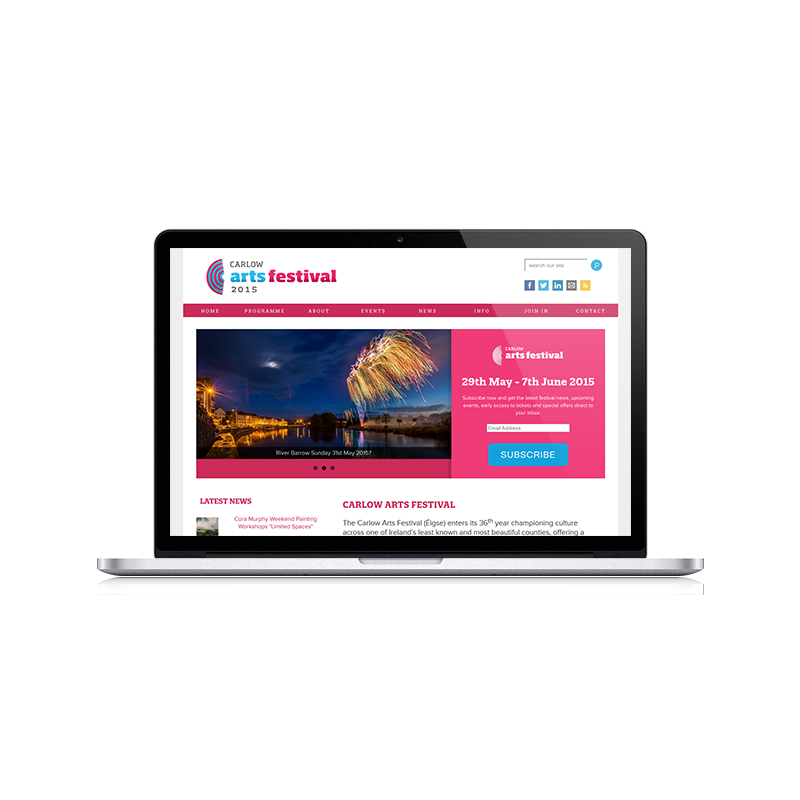 CARLOW
arts festival
2015
search our site
HOME PROGRAMME ABOUT EVENTS NEWS INFO JOIN IN CONTACT
River Barrow Sunday 31st May 2015?
CARLOW
arts festival
29th May - 7th June 2015
Subscribe now and get the latest festival news, upcoming
events, early access to tickets and special offers direct to
your inbox.
Email Address
SUBSCRIBE
LATEST NEWS
Cora Murphy Weekend Painting
Workshops "Limited Spaces"
CARLOW ARTS FESTIVAL
The Carlow Arts Festival (Éigse) enters its 36th year championing culture
across one of Ireland's least known and most beautiful counties, offering a